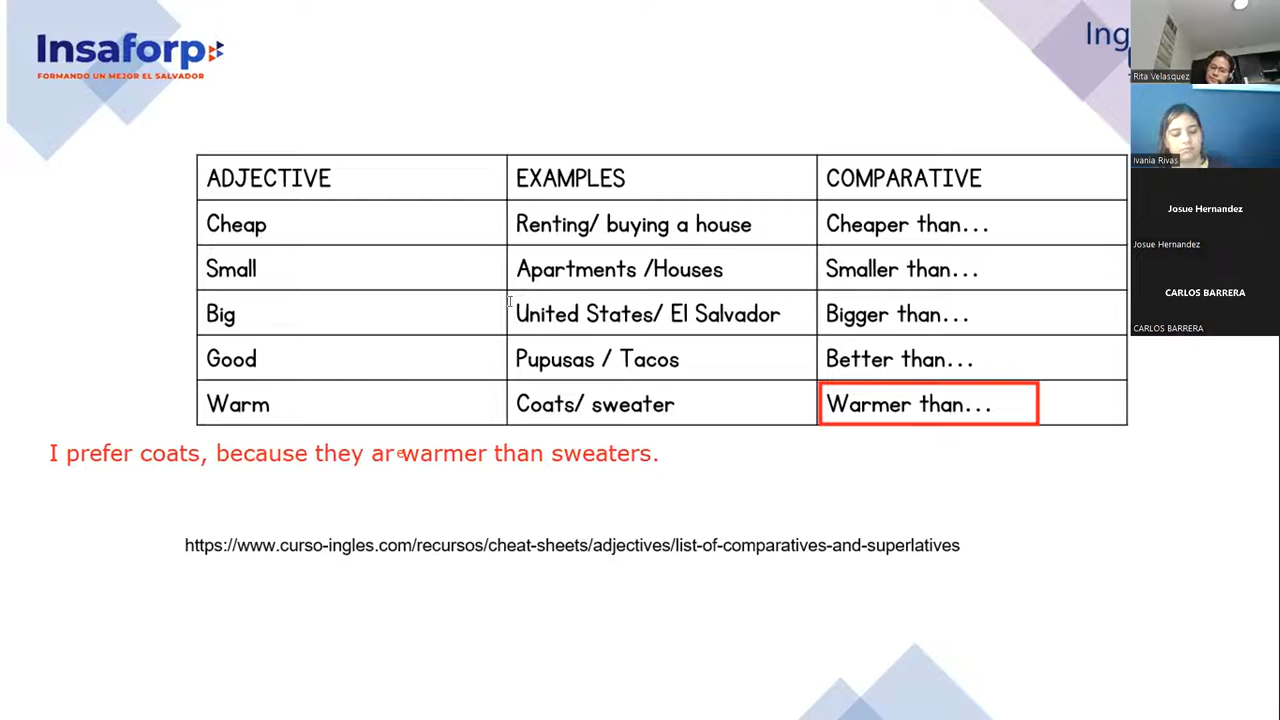 Insaforp
FORMANDO UN MEJOR EL SALVADOR
Ing
Rita Velasquez
Ivania Rivas
Josue Hernandez
Josue Hernandez
CARLOS BARRERA
CARLOS BARRERA
ADJECTIVE EXAMPLES COMPARATIVE
Cheap Renting/ buying a house Cheaper than...
Small Apartments /Houses Smaller than...
Big United States/ El Salvador Bigger than...
Good Pupusas / Tacos Better than...
Warm Coats/ sweater Warmer than...
I prefer coats, because they are warmer than sweaters.
https://www.curso-ingles.com/recursos/cheat-sheets/adjectives/list-of-comparatives-and-superlatives